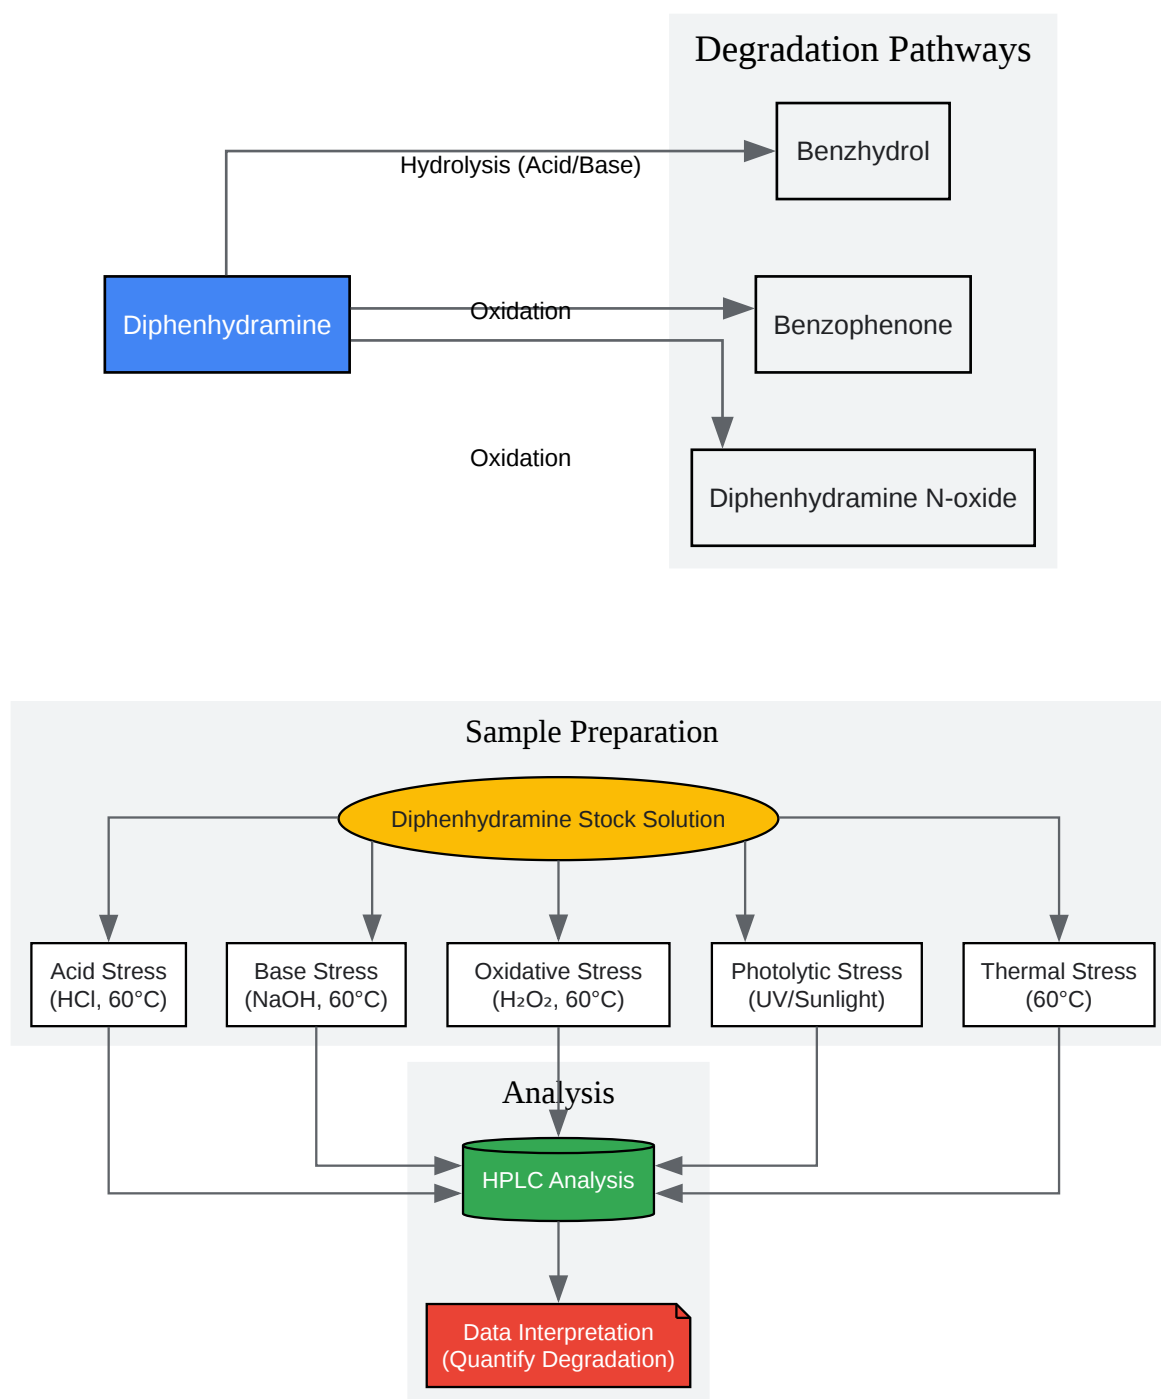 Degradation Pathways
Benzhydrol
Hydrolysis (Acid/Base)
Diphenhydramine
Oxidation
Benzophenone
Oxidation
Diphenhydramine N-oxide
Sample Preparation
Diphenhydramine Stock Solution
Acid Stress
(HCl, 60°C)
Base Stress
(NaOH, 60°C)
Oxidative Stress
(H₂O₂, 60°C)
Photolytic Stress
(UV/Sunlight)
Thermal Stress
(60°C)
Analysis
HPLC Analysis
Data Interpretation
(Quantify Degradation)